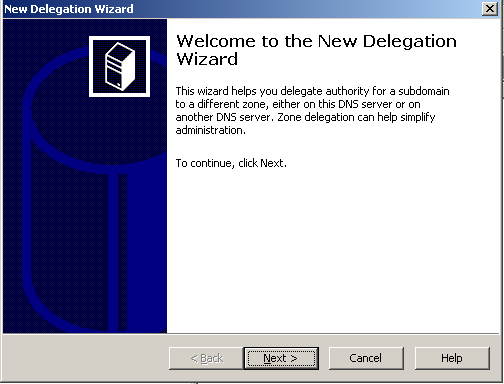 New Delegation Wizard
Welcome to the New Delegation
Wizard
This wizard helps you delegate authority for a subdomain
to a different zone, either on this DNS server or on
another DNS server. Zone delegation can help simplify
administration.
To continue, click Next.
< Back
Next >
Cancel
Help